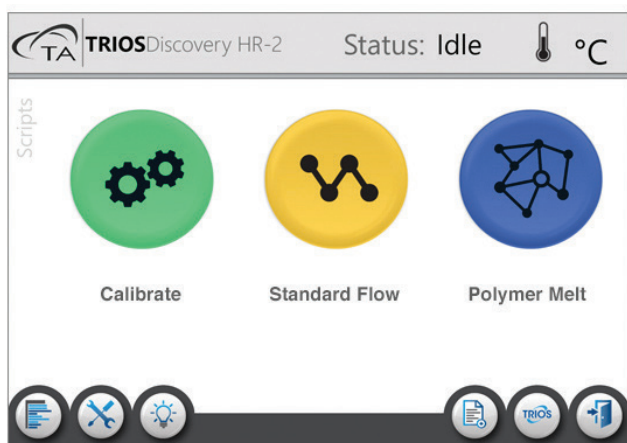 TA TRIOS Discovery HR-2 Status: Idle °C
Scripts
Calibrate Standard Flow Polymer Melt
TRIOS